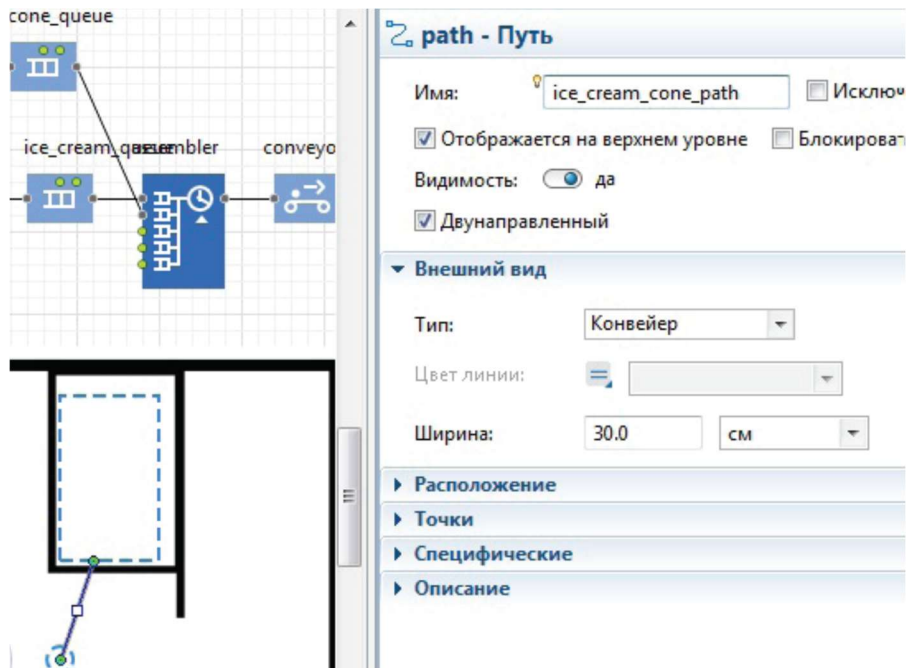 cone_queue
ice_cream_queue
assembler
conveyo
path - Путь
Имя:
ice_cream_cone_path
Исключ
Отображается на верхнем уровне
Блокироват
Видимость:
да
Двунаправленный
Внешний вид
Тип:
Конвейер
Цвет линии:
Ширина:
30.0
см
Расположение
Точки
Специфические
Описание